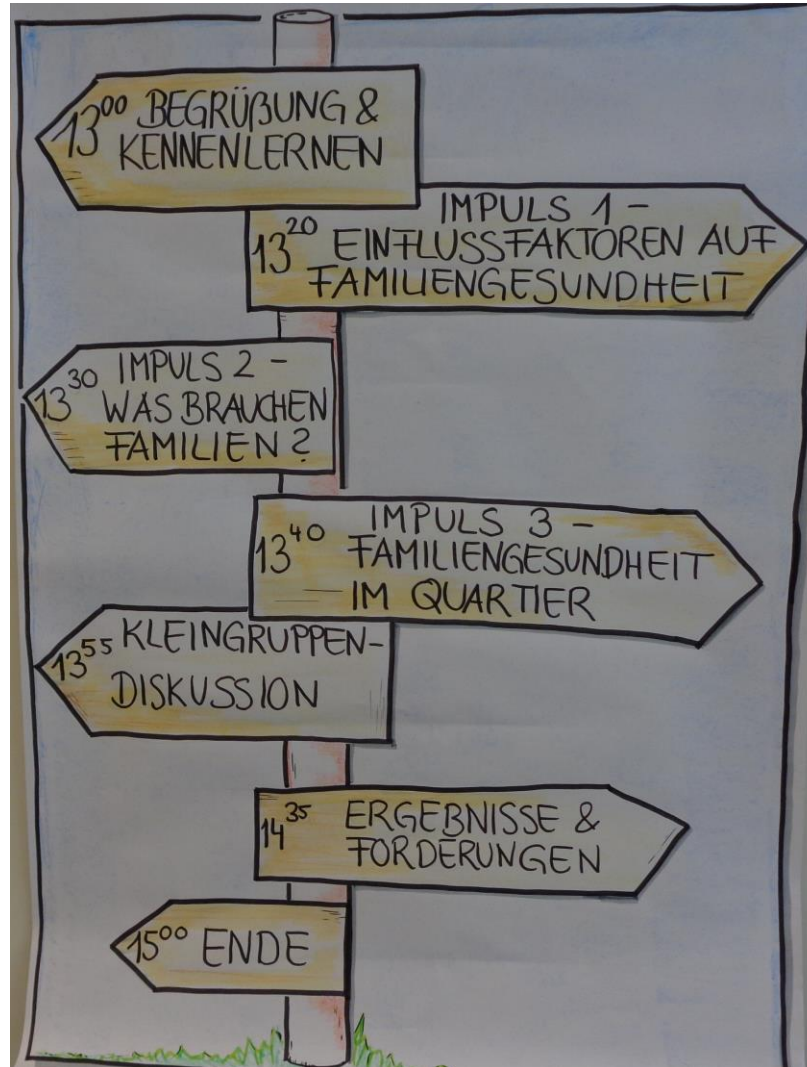 13⁰⁰ BEGRÜßUNG &
KENNENLERNEN
IMPULS 1 –
13²⁰ EINFLUSSFAKTOREN AUF
FAMILIENGESUNDHEIT
13³⁰ IMPULS 2 –
WAS BRAUCHEN
FAMILIEN?
IMPULS 3 –
13⁴⁰ FAMILIENGESUNDHEIT
IM QUARTIER
13⁵⁵ KLEINGRUPPEN-
DISKUSSION
14³⁵ ERGEBNISSE &
FORDERUNGEN
15⁰⁰ ENDE